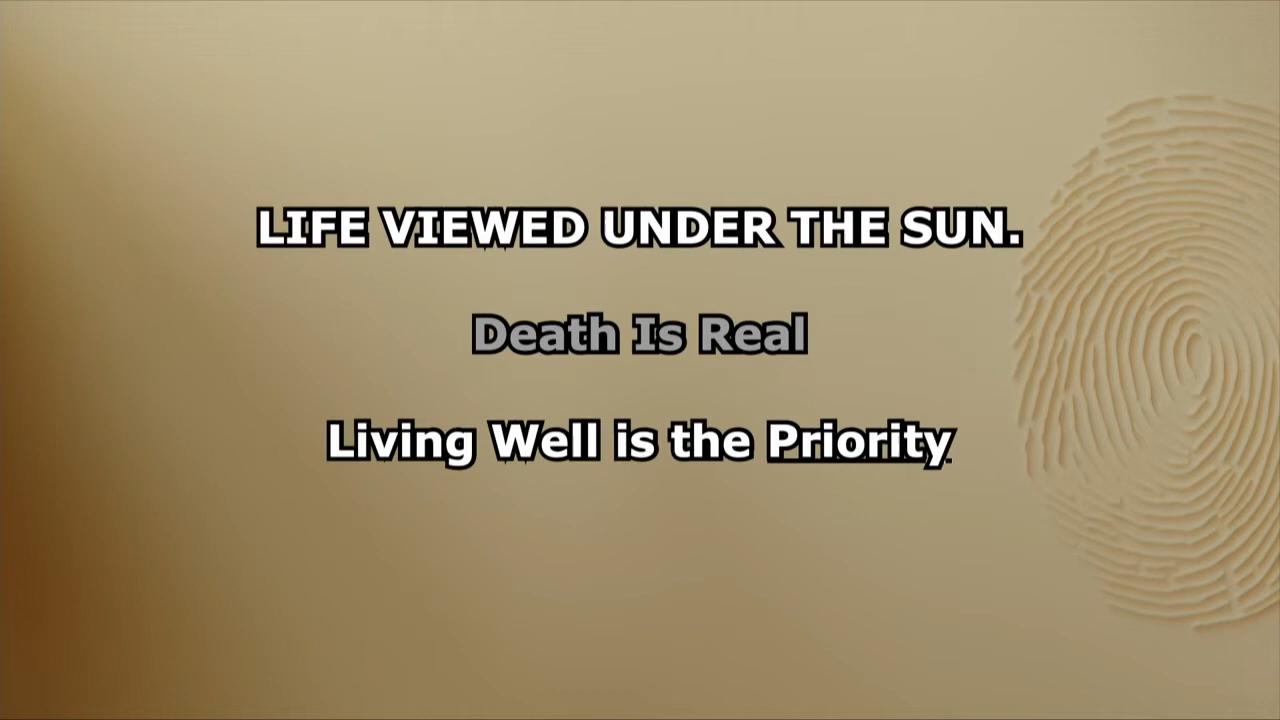 LIFE VIEWED UNDER THE SUN.
Death Is Real
Living Well is the Priority